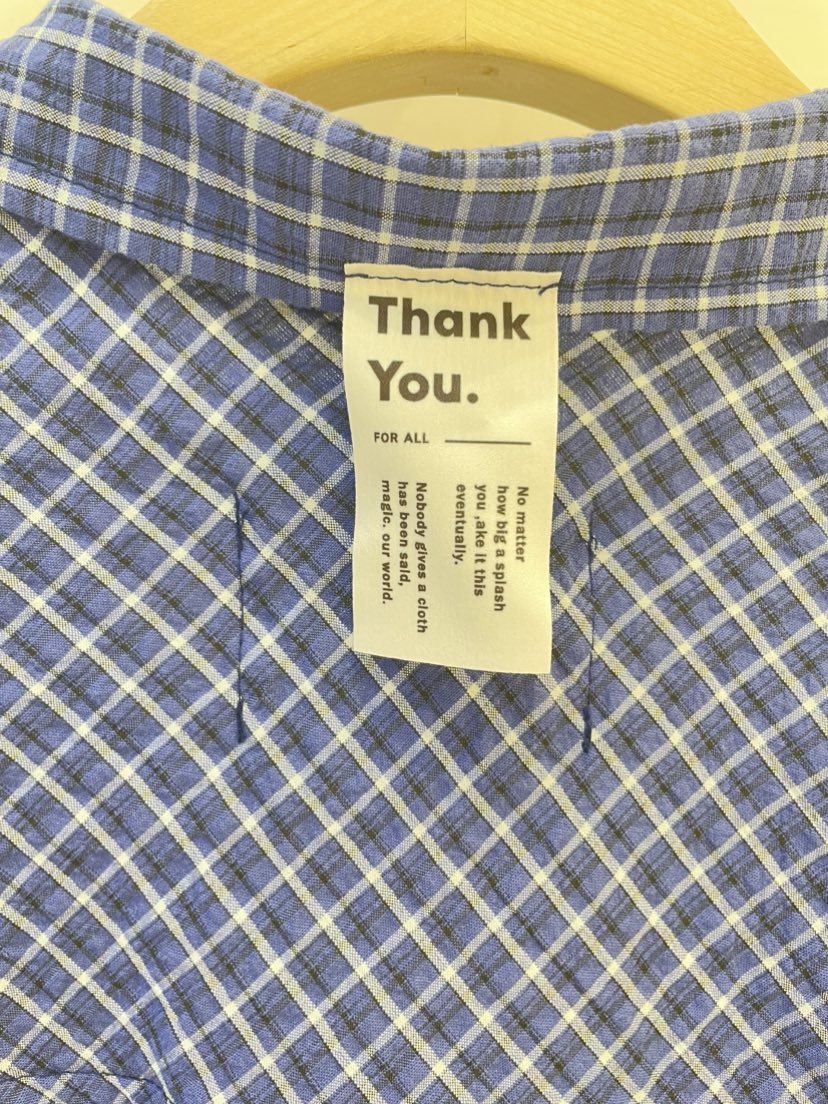 Thank
You.
FOR ALL
No matter
how big a splash
you ,ake it this
eventually.
Nobody gives a cloth
has been said,
magic. our world.